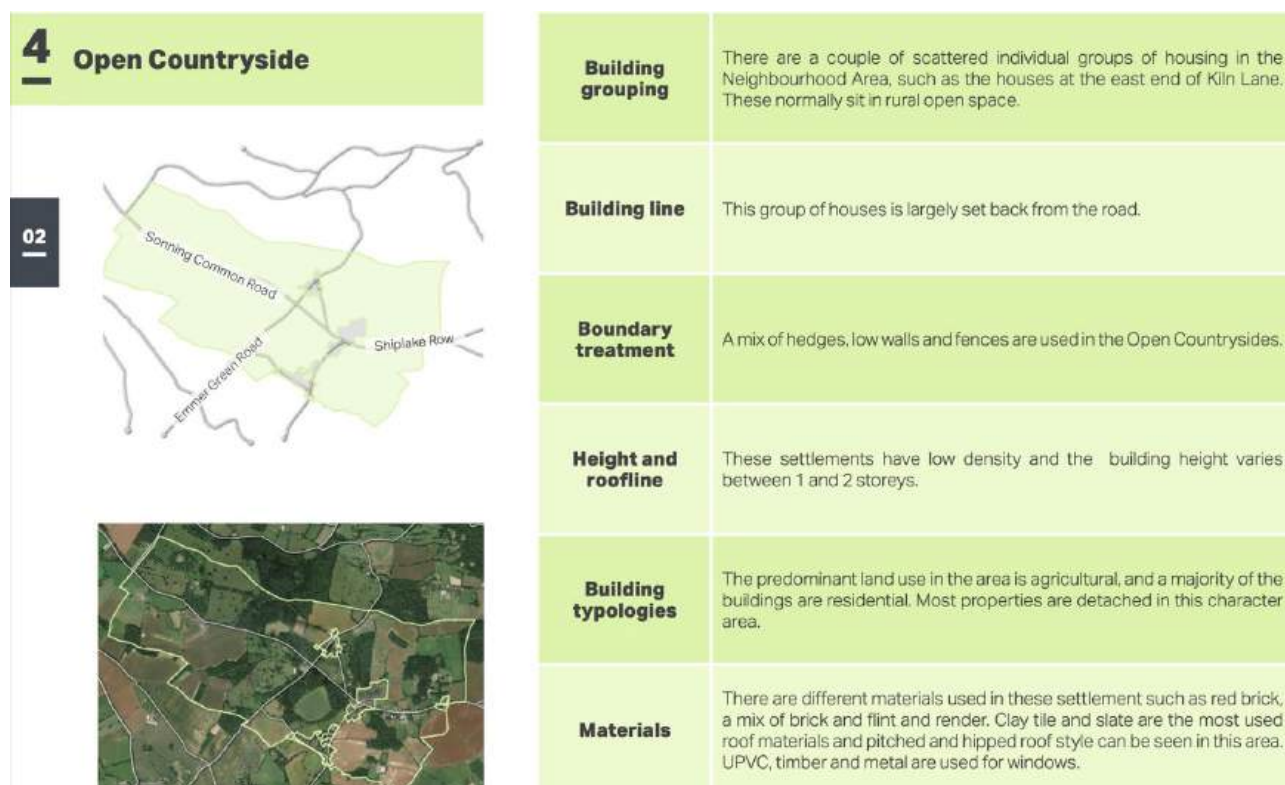 4
Open Countryside
02
Sonning Common Road
Emmer Green Road
Shiplake Row
Building
grouping
There are a couple of scattered individual groups of housing in the
Neighbourhood Area, such as the houses at the east end of Kiln Lane.
These normally sit in rural open space.
Building line
This group of houses is largely set back from the road.
Boundary
treatment
A mix of hedges, low walls and fences are used in the Open Countrysides.
Height and
roofline
These settlements have low density and the building height varies
between 1 and 2 storeys.
Building
typologies
The predominant land use in the area is agricultural, and a majority of the
buildings are residential. Most properties are detached in this character
area.
Materials
There are different materials used in these settlement such as red brick,
a mix of brick and flint and render. Clay tile and slate are the most used
roof materials and pitched and hipped roof style can be seen in this area.
UPVC, timber and metal are used for windows.